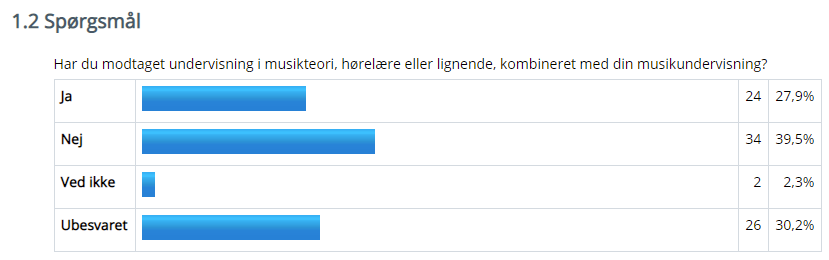 1.2 Spørgsmål
Har du modtaget undervisning i musikteori, hørelære eller lignende, kombineret med din musikundervisning?
Ja 24 27,9%
Nej 34 39,5%
Ved ikke 2 2,3%
Ubesvaret 26 30,2%